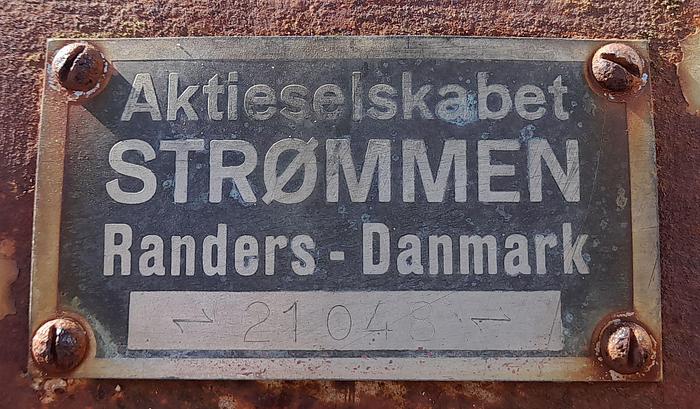 Aktieselskabet
STRØMMEN
Randers - Danmark
21048